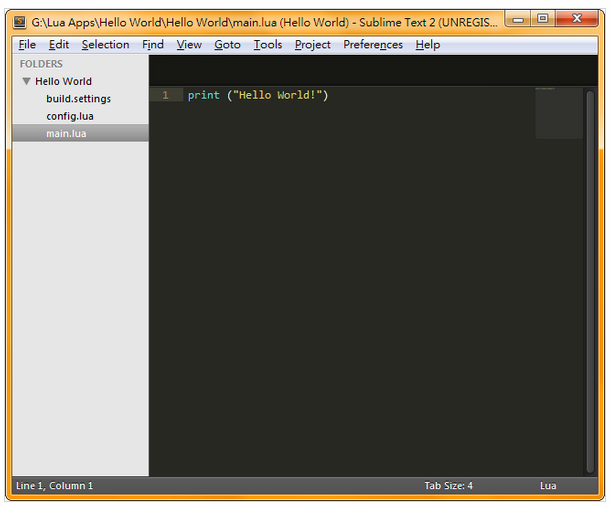 G:\Lua Apps\Hello World\Hello World\main.lua (Hello World) - Sublime Text 2 (UNREGIS...
File Edit Selection Find View Goto Tools Project Preferences Help
FOLDERS
Hello World
build.settings
config.lua
main.lua
1 print ("Hello World!")
Line 1, Column 1 Tab Size: 4 Lua